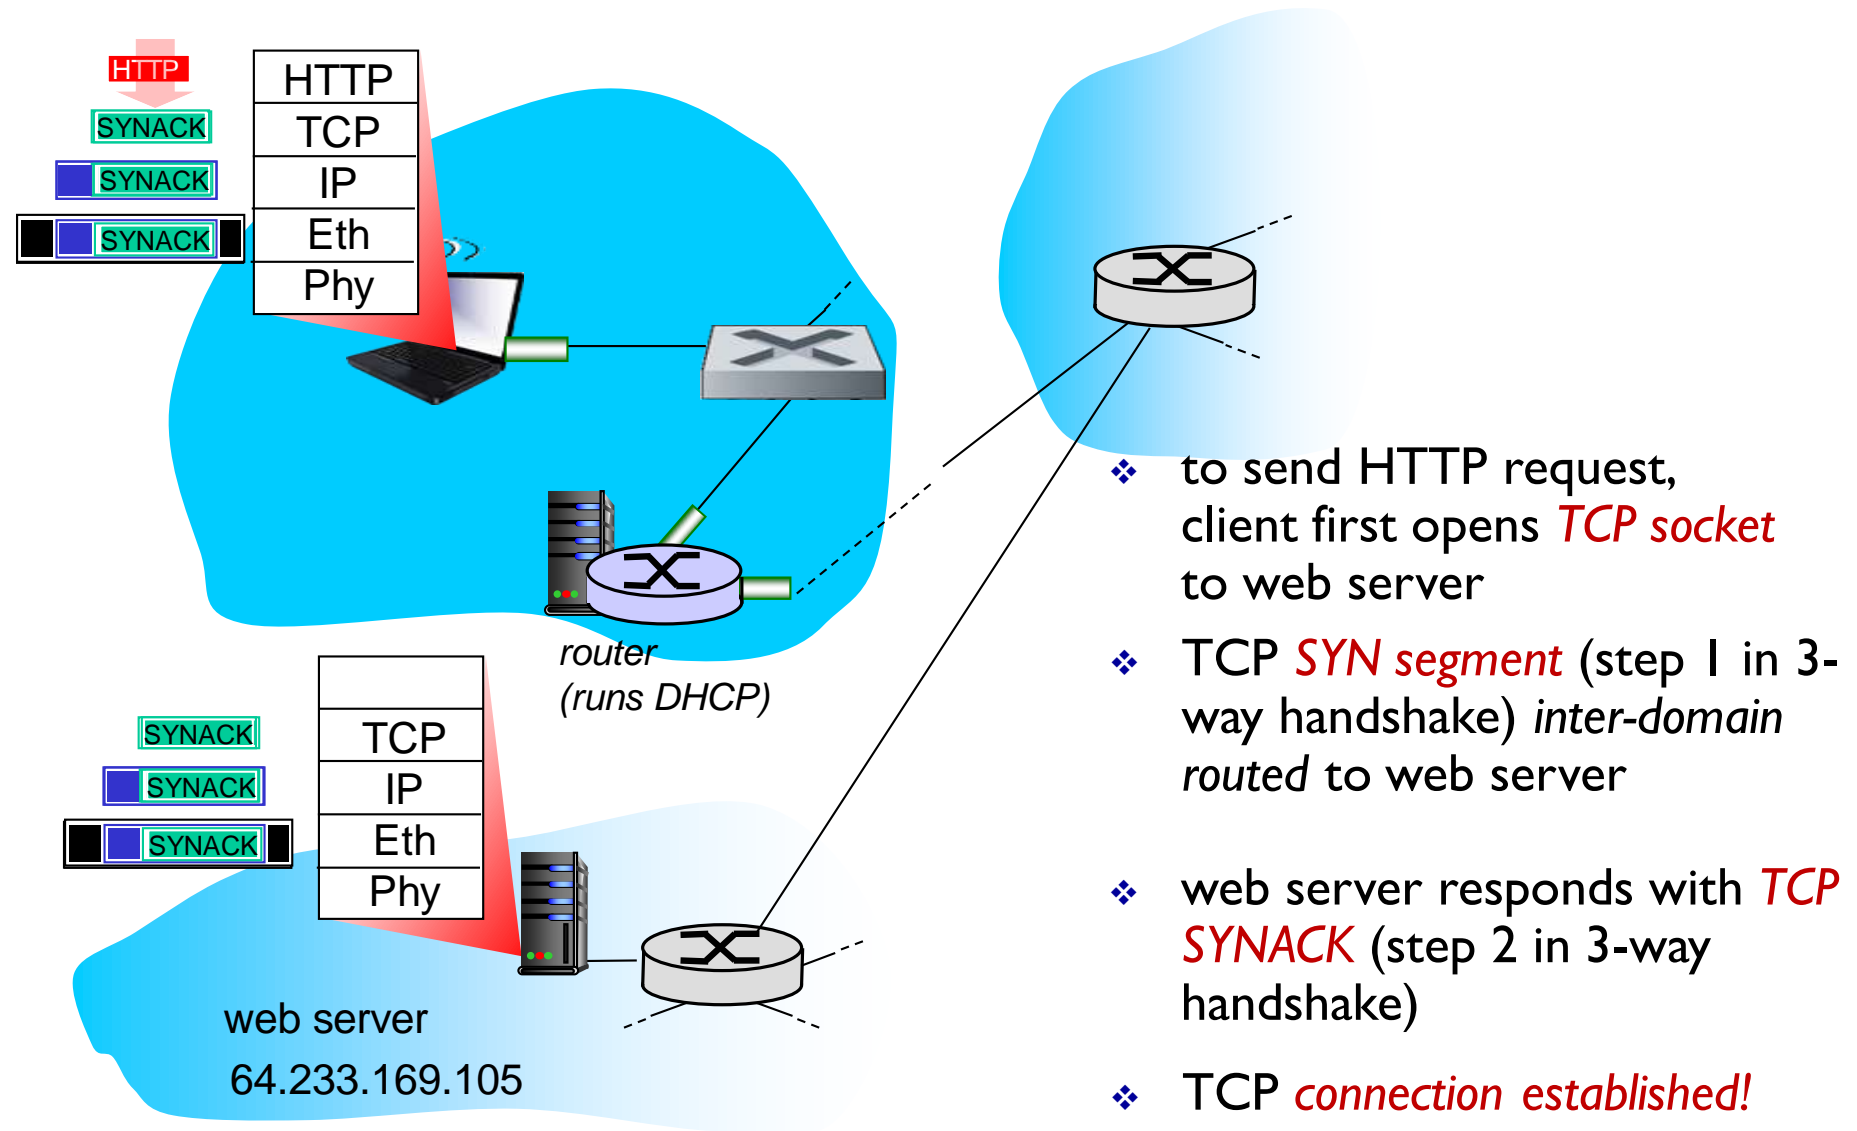 HTTP
SYNACK
SYNACK
SYNACK
HTTP
TCP
IP
Eth
Phy
router
(runs DHCP)
SYNACK
SYNACK
SYNACK
TCP
IP
Eth
Phy
web server
64.233.169.105
to send HTTP request,
client first opens TCP socket
to web server
TCP SYN segment (step 1 in 3-
way handshake) inter-domain
routed to web server
web server responds with TCP
SYNACK (step 2 in 3-way
handshake)
TCP connection established!